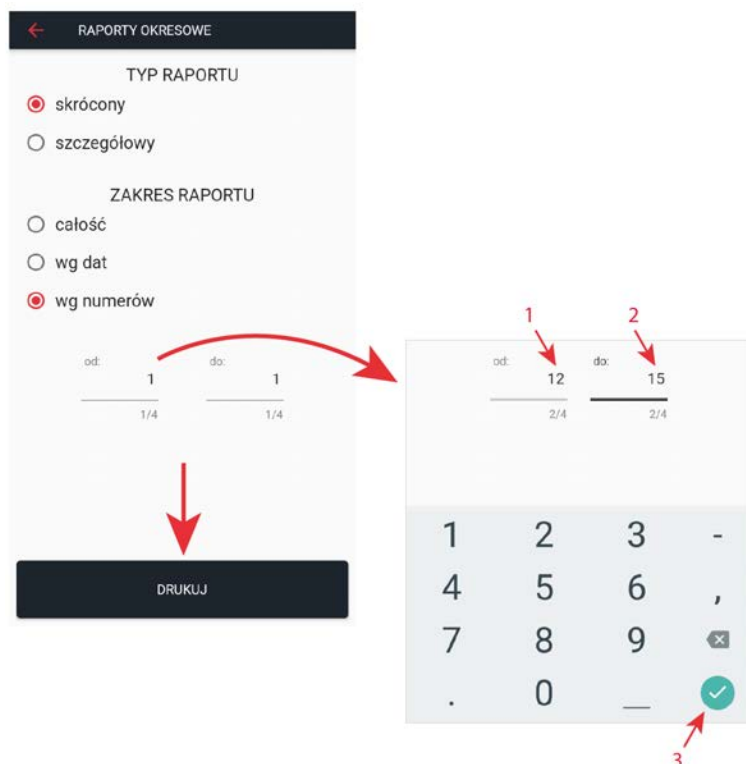 RAPORTY OKRESOWE
TYP RAPORTU
skrócony
szczegółowy
ZAKRES RAPORTU
całość
wg dat
wg numerów
od: do:
1 1
1/4 1/4
DRUKUJ
1 2
od: do:
12 15
2/4 2/4
1 2 3 -
4 5 6 ,
7 8 9
. 0 _
3